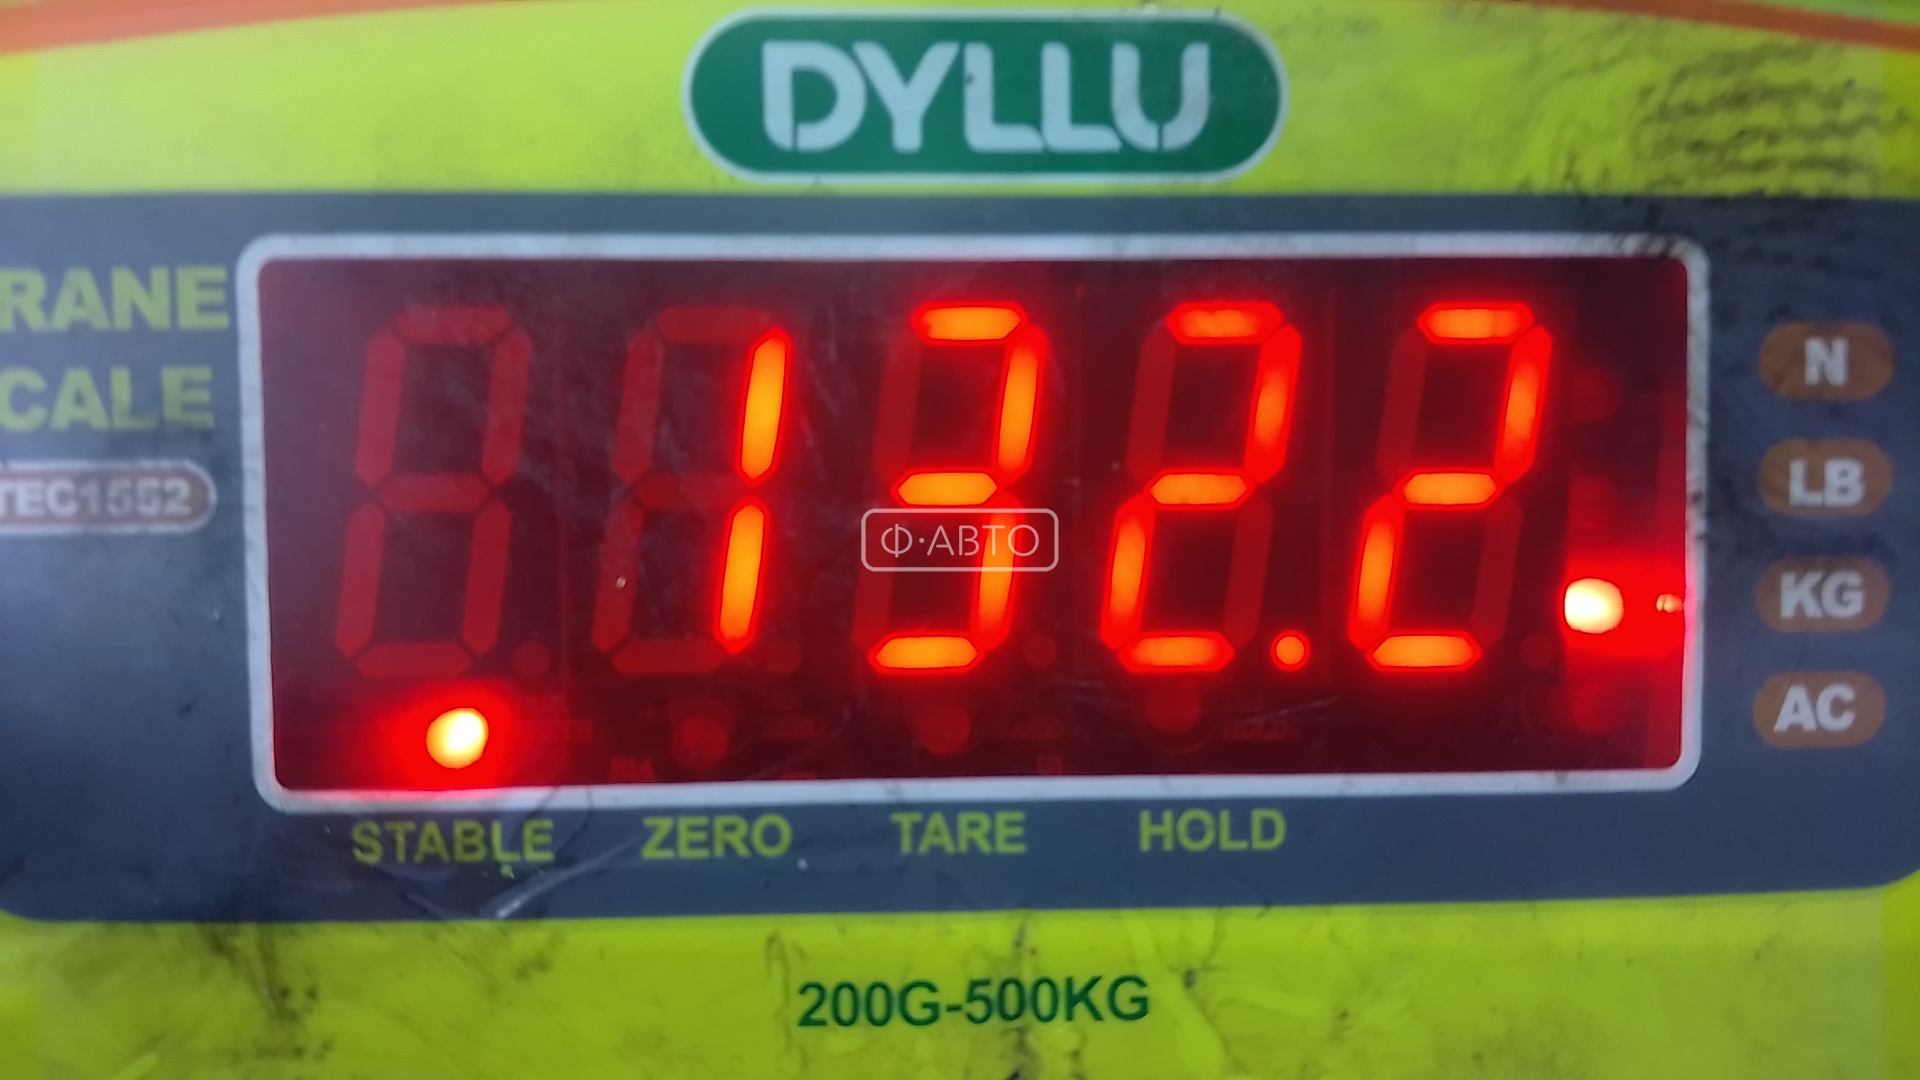 DYLLU
RANE
CALE
TEC1552
132.2
Ф·АВТО
N
LB
KG
AC
STABLE ZERO TARE HOLD
200G-500KG